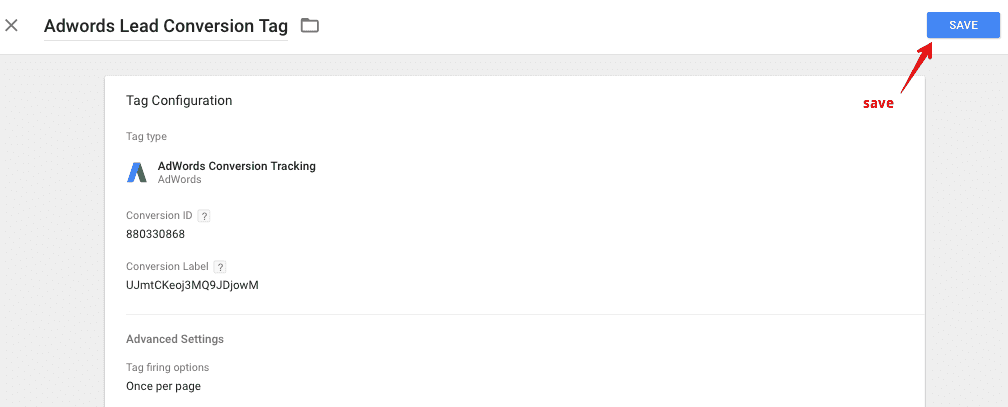 Adwords Lead Conversion Tag
SAVE
save
Tag Configuration
Tag type
AdWords Conversion Tracking
AdWords
Conversion ID ?
880330868
Conversion Label ?
UJmtCKeoj3MQ9JDjowM
Advanced Settings
Tag firing options
Once per page